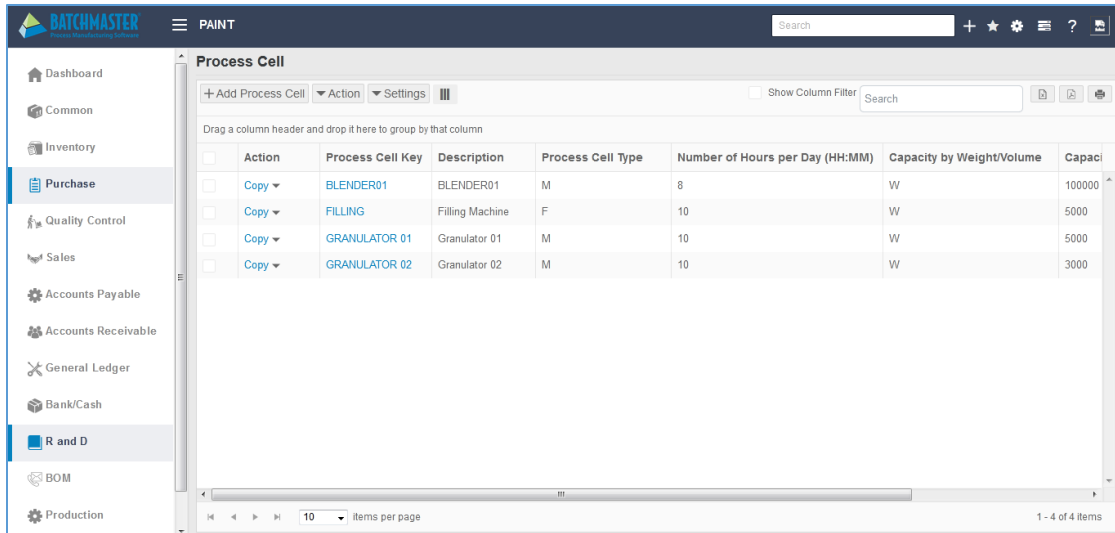 BATCHMASTER
Process Manufacturing Software
PAINT
Search
?
Dashboard
Common
Inventory
Purchase
Quality Control
Sales
Accounts Payable
Accounts Receivable
General Ledger
Bank/Cash
R and D
BOM
Production
Process Cell
+ Add Process Cell Action Settings Show Column Filter Search
Drag a column header and drop it here to group by that column
Action Process Cell Key Description Process Cell Type Number of Hours per Day (HH:MM) Capacity by Weight/Volume Capaci
Copy BLENDER01 BLENDER01 M 8 W 100000
Copy FILLING Filling Machine F 10 W 5000
Copy GRANULATOR 01 Granulator 01 M 10 W 5000
Copy GRANULATOR 02 Granulator 02 M 10 W 3000
10 items per page 1 - 4 of 4 items